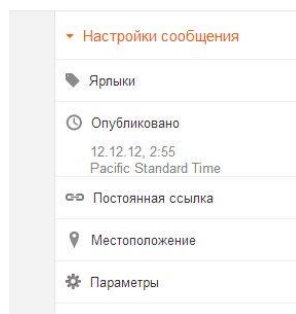 Настройки сообщения
Ярлыки
Опубликовано
12.12.12, 2:55
Pacific Standard Time
Постоянная ссылка
Местоположение
Параметры